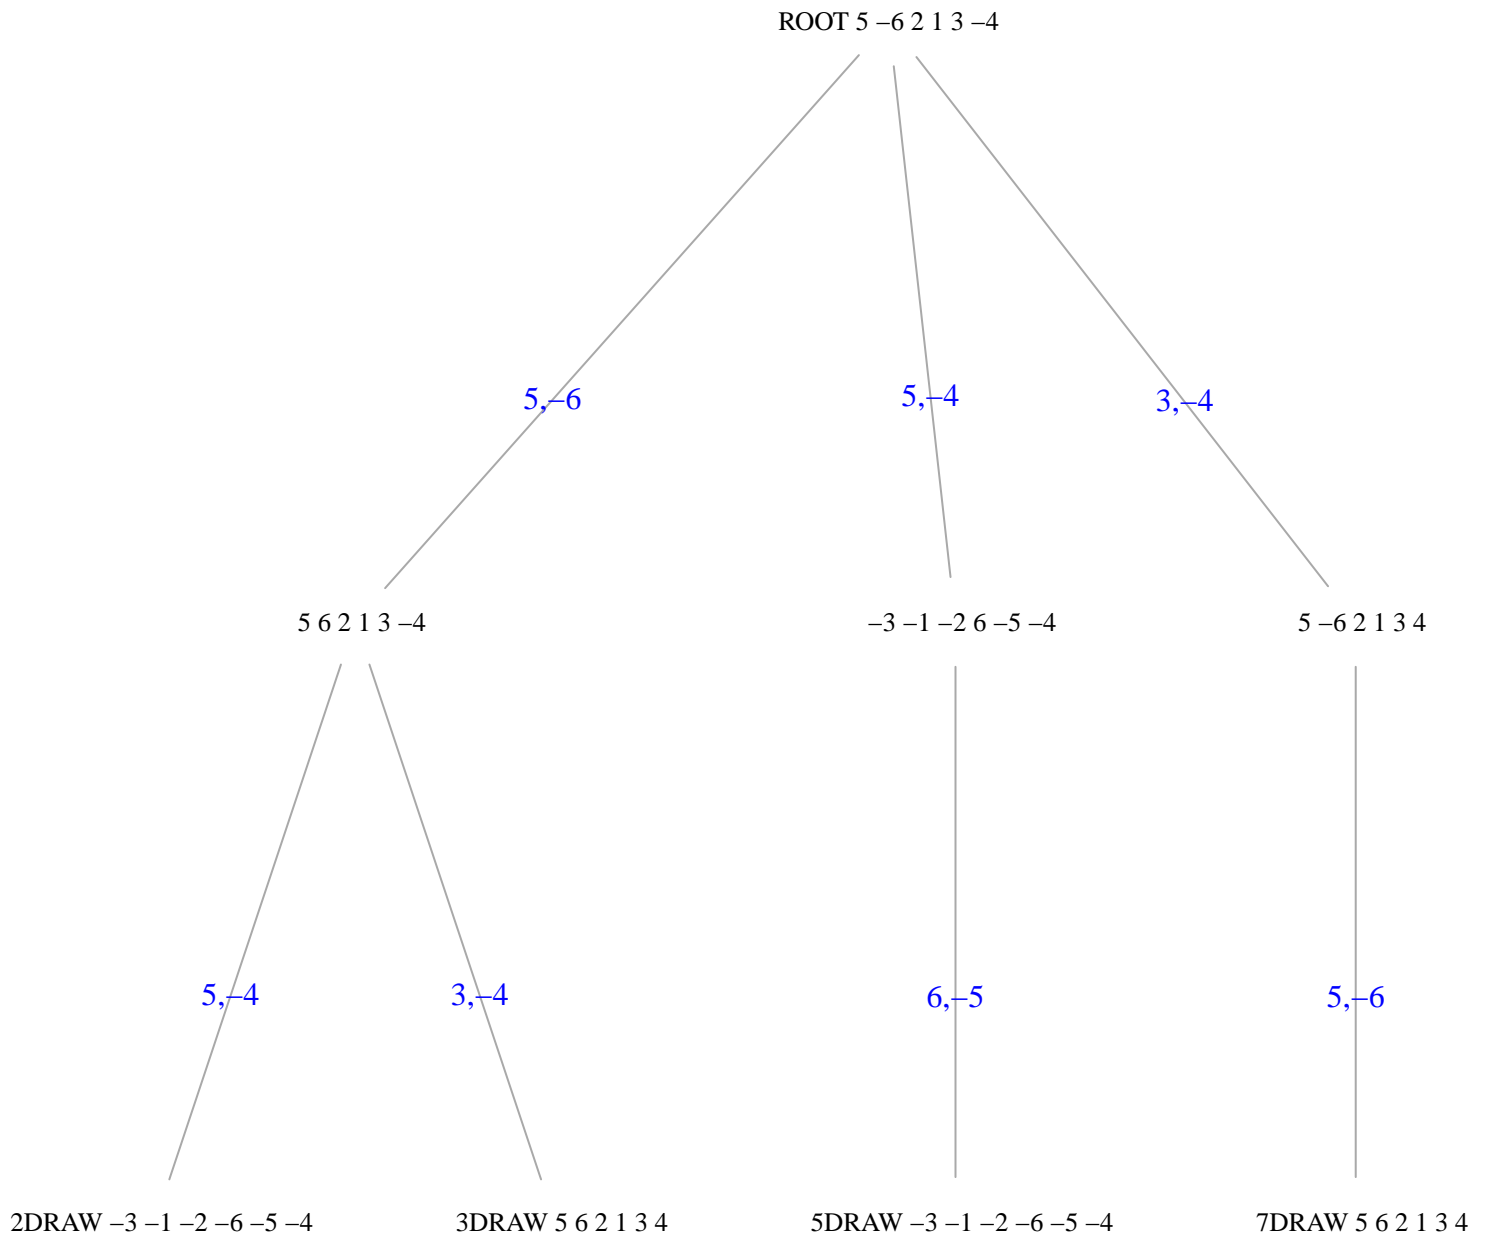 ROOT 5 –6 2 1 3 –4
5,–6
5,–4
3,–4
5 6 2 1 3 –4
–3 –1 –2 6 –5 –4
5 –6 2 1 3 4
5,–4
3,–4
6,–5
5,–6
2DRAW –3 –1 –2 –6 –5 –4
3DRAW 5 6 2 1 3 4
5DRAW –3 –1 –2 –6 –5 –4
7DRAW 5 6 2 1 3 4